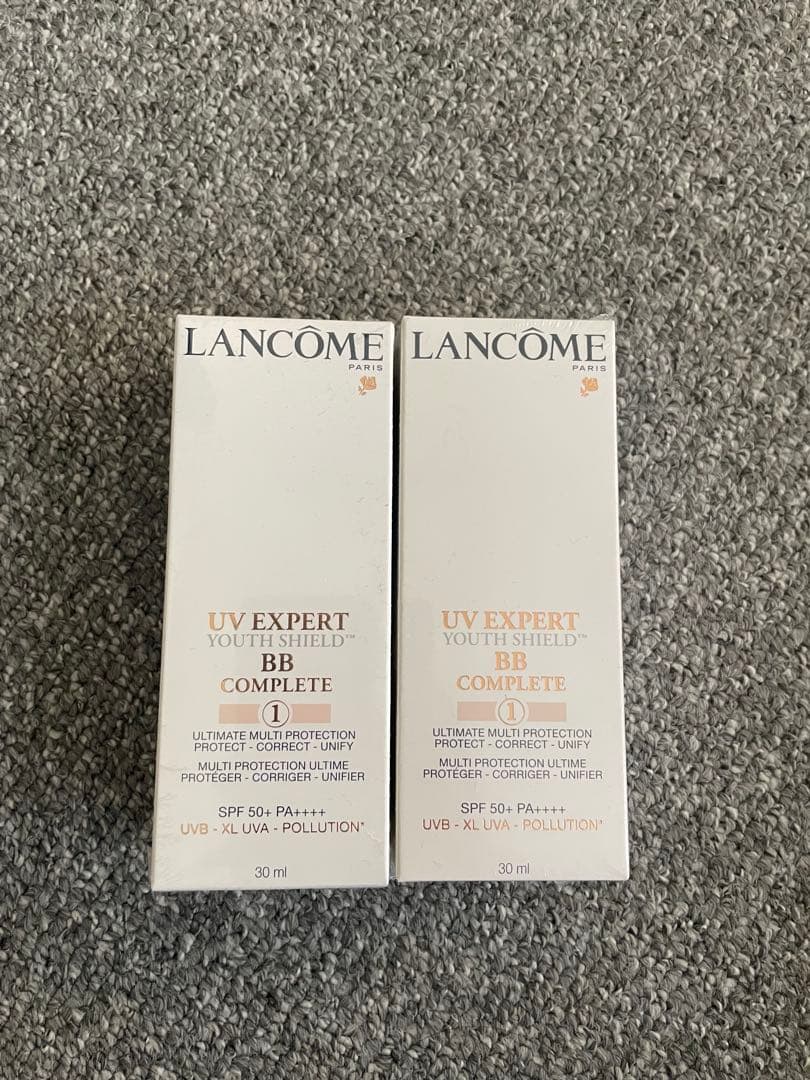 LANCÔME
PARIS
UV EXPERT
YOUTH SHIELD™
BB
COMPLETE
1
ULTIMATE MULTI PROTECTION
PROTECT - CORRECT - UNIFY
MULTI PROTECTION ULTIME
PROTÉGER - CORRIGER - UNIFIER
SPF 50+ PA++++
UVB - XL UVA - POLLUTION*
30 ml
LANCÔME
PARIS
UV EXPERT
YOUTH SHIELD™
BB
COMPLETE
1
ULTIMATE MULTI PROTECTION
PROTECT - CORRECT - UNIFY
MULTI PROTECTION ULTIME
PROTÉGER - CORRIGER - UNIFIER
SPF 50+ PA++++
UVB - XL UVA - POLLUTION*
30 ml